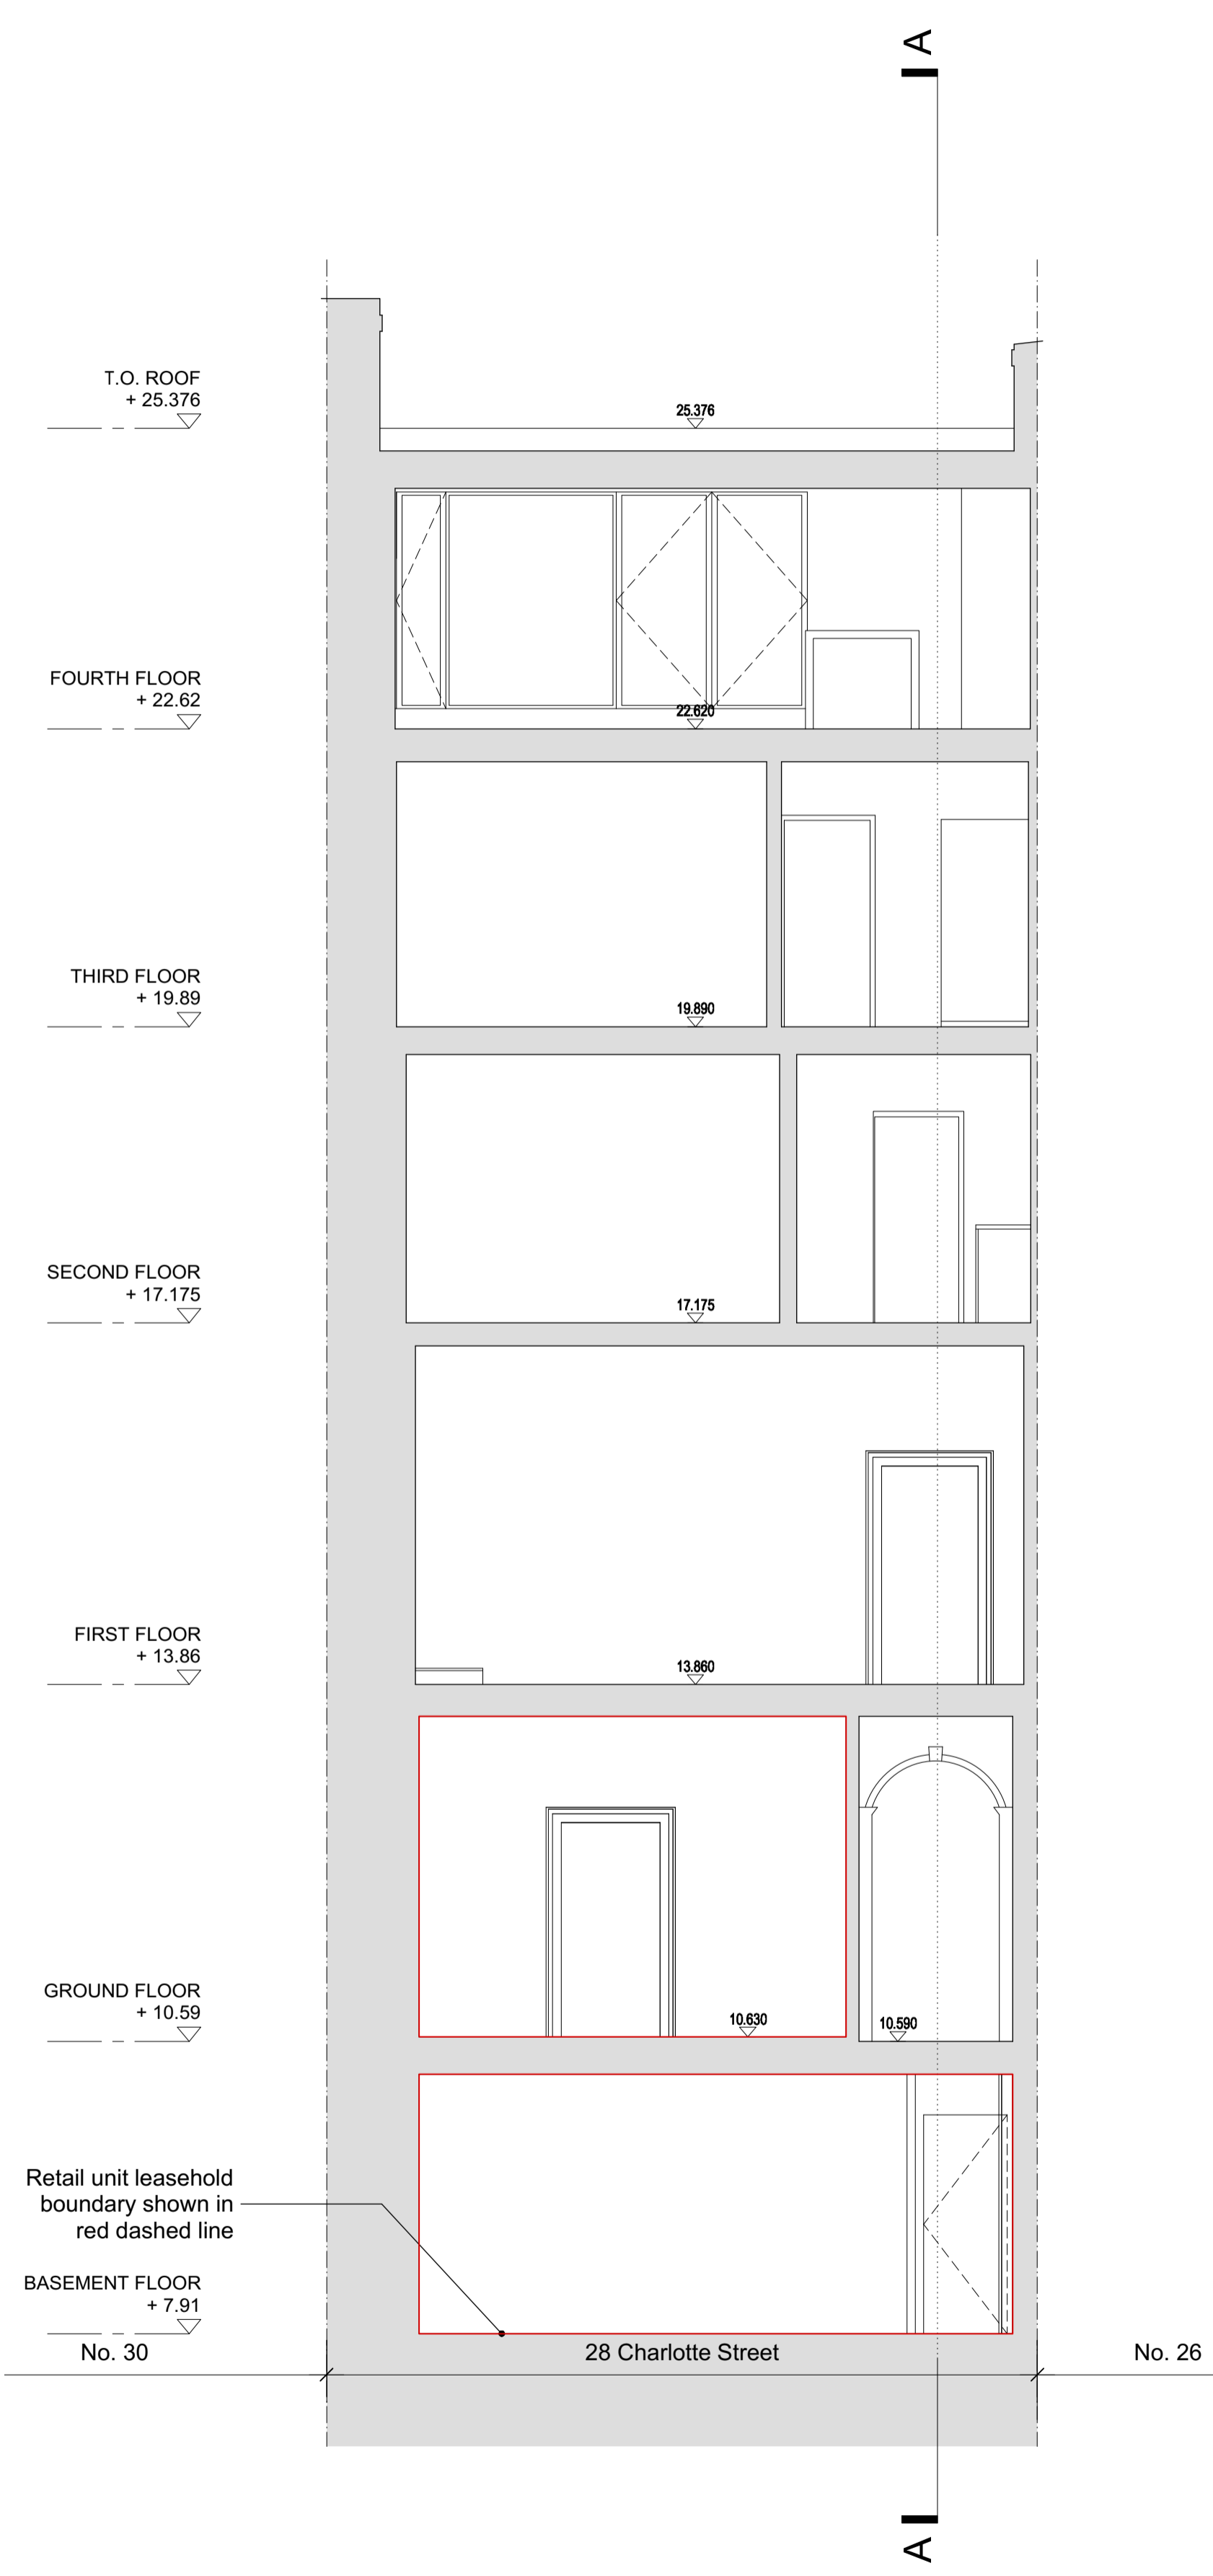 A
T.O. ROOF
+ 25.376
25.376
FOURTH FLOOR
+ 22.62
22.620
THIRD FLOOR
+ 19.89
19.890
SECOND FLOOR
+ 17.175
17.175
FIRST FLOOR
+ 13.86
13.860
GROUND FLOOR
+ 10.59
10.630
10.590
Retail unit leasehold
boundary shown in
red dashed line
BASEMENT FLOOR
+ 7.91
No. 30
28 Charlotte Street
No. 26
A